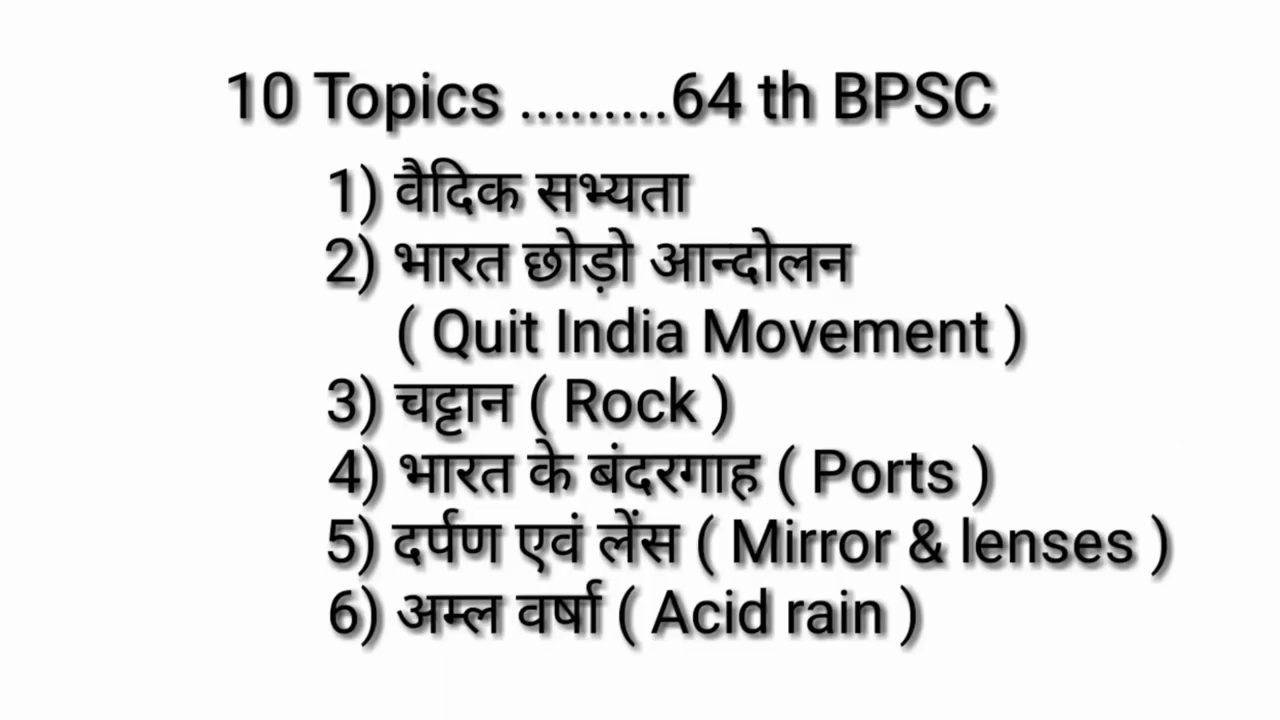 10 Topics .........64 th BPSC
1) वैदिक सभ्यता
2) भारत छोड़ो आन्दोलन
( Quit India Movement )
3) चट्टान ( Rock )
4) भारत के बंदरगाह ( Ports )
5) दर्पण एवं लेंस ( Mirror & lenses )
6) अम्ल वर्षा ( Acid rain )